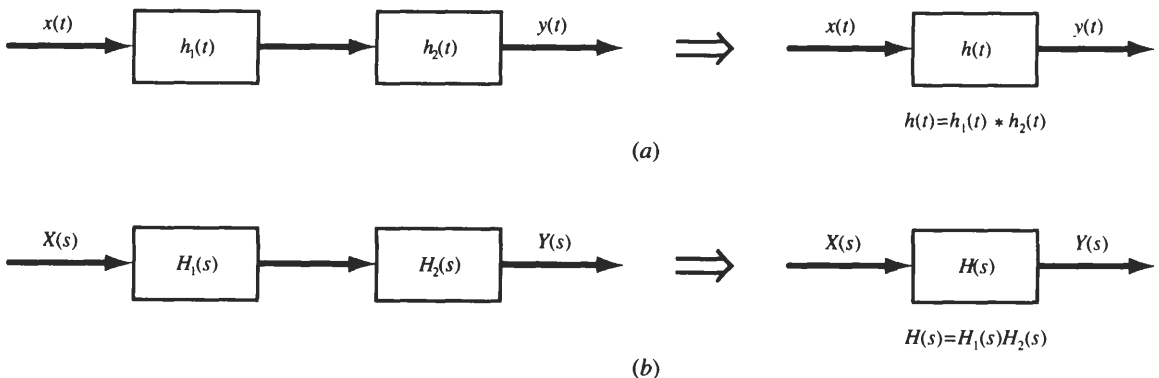 x(t) h₁(t) h₂(t) y(t) ⇒ x(t) h(t) y(t)
h(t)=h₁(t) * h₂(t)
(a)
X(s) H₁(s) H₂(s) Y(s) ⇒ X(s) H(s) Y(s)
H(s)=H₁(s)H₂(s)
(b)